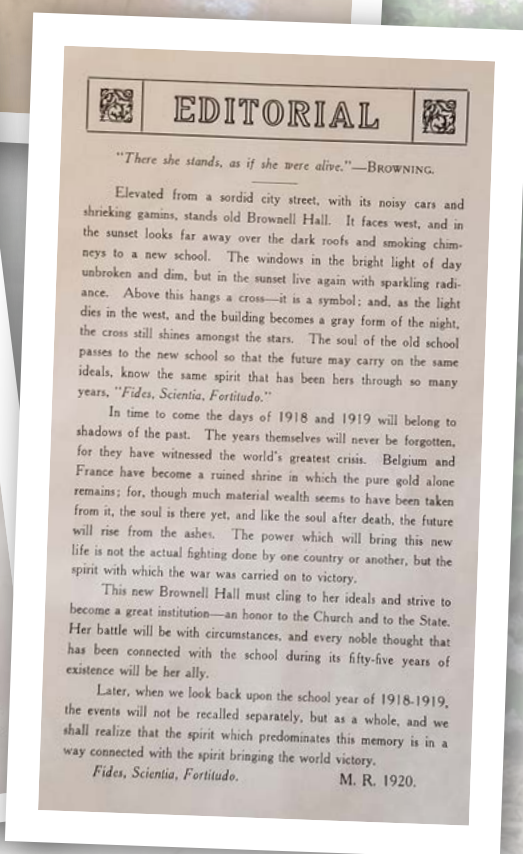 EDITORIAL
"There she stands, as if she were alive."—BROWNING.
Elevated from a sordid city street, with its noisy cars and
shrieking gamins, stands old Brownell Hall. It faces west, and in
the sunset looks far away over the dark roofs and smoking chim-
neys to a new school. The windows in the bright light of day
unbroken and dim, but in the sunset live again with sparkling radi-
ance. Above this hangs a cross—it is a symbol; and, as the light
dies in the west, and the building becomes a gray form of the night,
the cross still shines amongst the stars. The soul of the old school
passes to the new school so that the future may carry on the same
ideals, know the same spirit that has been hers through so many
years, "Fides, Scientia, Fortitudo."
In time to come the days of 1918 and 1919 will belong to
shadows of the past. The years themselves will never be forgotten,
for they have witnessed the world's greatest crisis. Belgium and
France have become a ruined shrine in which the pure gold alone
remains; for, though much material wealth seems to have been taken
from it, the soul is there yet, and like the soul after death, the future
will rise from the ashes. The power which will bring this new
life is not the actual fighting done by one country or another, but the
spirit with which the war was carried on to victory.
This new Brownell Hall must cling to her ideals and strive to
become a great institution—an honor to the Church and to the State.
Her battle will be with circumstances, and every noble thought that
has been connected with the school during its fifty-five years of
existence will be her ally.
Later, when we look back upon the school year of 1918-1919,
the events will not be recalled separately, but as a whole, and we
shall realize that the spirit which predominates this memory is in a
way connected with the spirit bringing the world victory.
Fides, Scientia, Fortitudo. M. R. 1920.